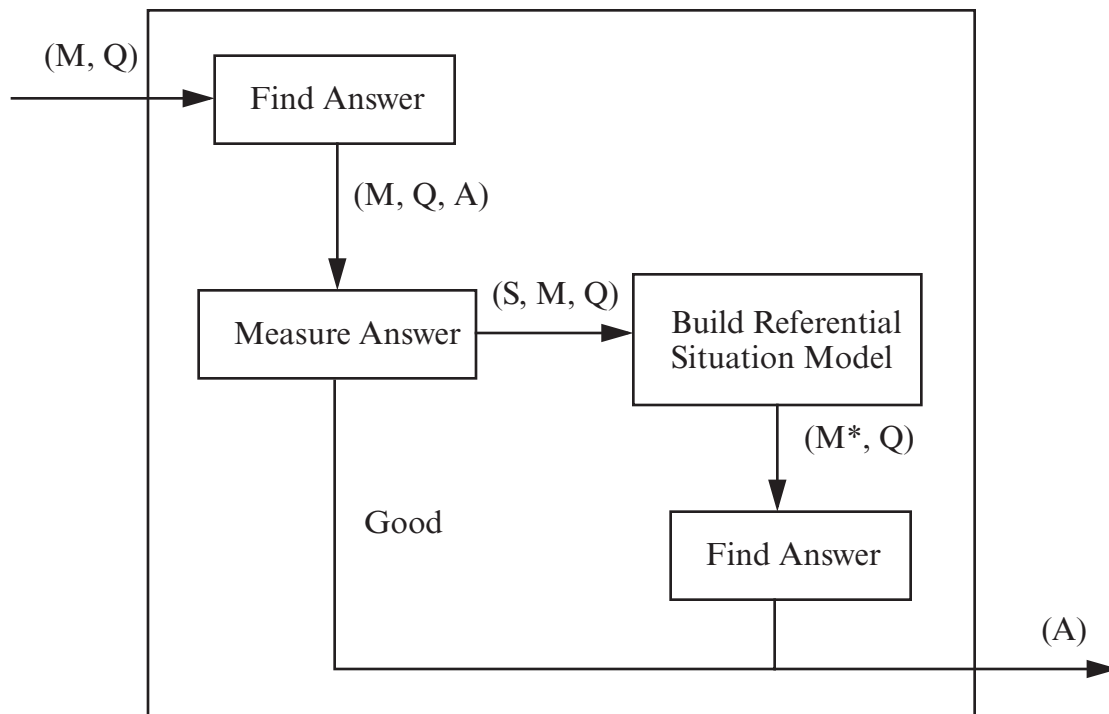 (M, Q)
Find Answer
(M, Q, A)
(S, M, Q)
Measure Answer
Build Referential
Situation Model
(M*, Q)
Good
Find Answer
(A)